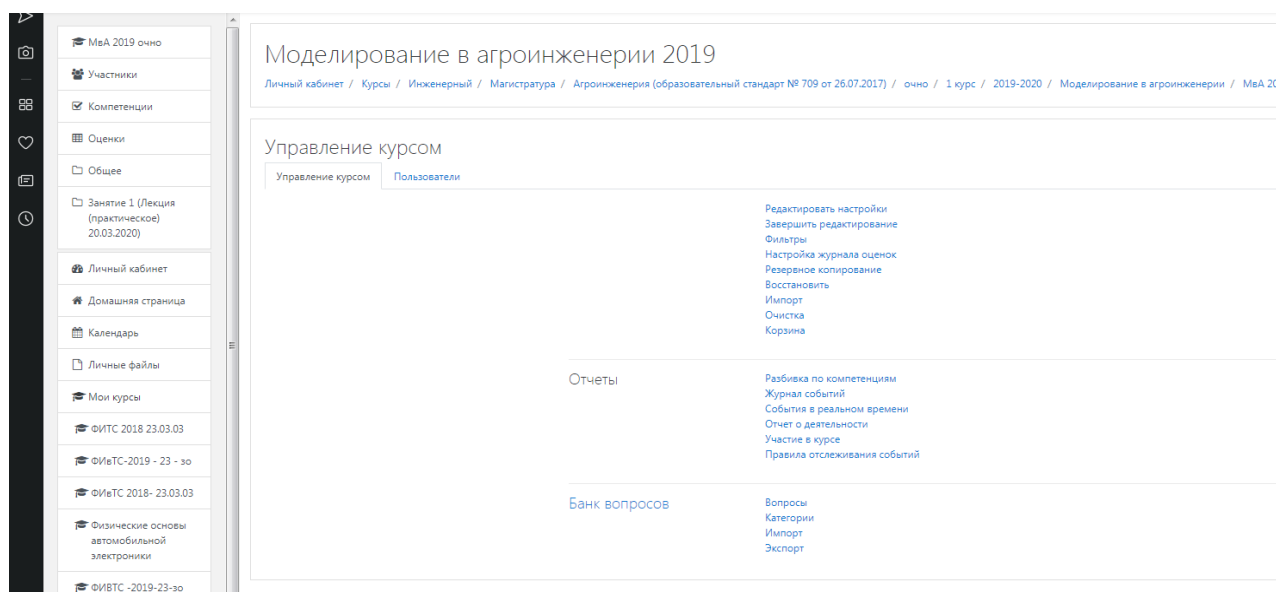 МвА 2019 очно
Участники
Компетенции
Оценки
Общее
Занятие 1 (Лекция
(практическое)
20.03.2020)
Личный кабинет
Домашняя страница
Календарь
Личные файлы
Мои курсы
ФИТС 2018 23.03.03
ФИвТС-2019 - 23 - зо
ФИвТС 2018- 23.03.03
Физические основы
автомобильной
электроники
ФИВТС -2019-23-зо
Моделирование в агроинженерии 2019
Личный кабинет / Курсы / Инженерный / Магистратура / Агроинженерия (образовательный стандарт № 709 от 26.07.2017) / очно / 1 курс / 2019-2020 / Моделирование в агроинженерии / МвА 20
Управление курсом
Управление курсом Пользователи
Редактировать настройки
Завершить редактирование
Фильтры
Настройка журнала оценок
Резервное копирование
Восстановить
Импорт
Очистка
Корзина
Отчеты
Разбивка по компетенциям
Журнал событий
События в реальном времени
Отчет о деятельности
Участие в курсе
Правила отслеживания событий
Банк вопросов
Вопросы
Категории
Импорт
Экспорт